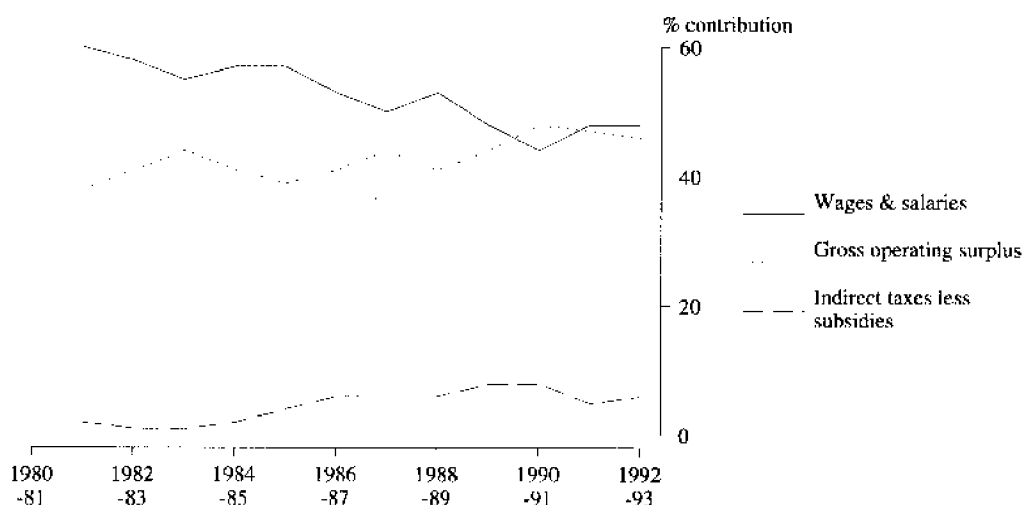 % contribution
60
40
20
0
Wages & salaries
Gross operating surplus
Indirect taxes less
subsidies
1980 1982 1984 1986 1988 1990 1992
-81 -83 -85 -87 -89 -91 -93